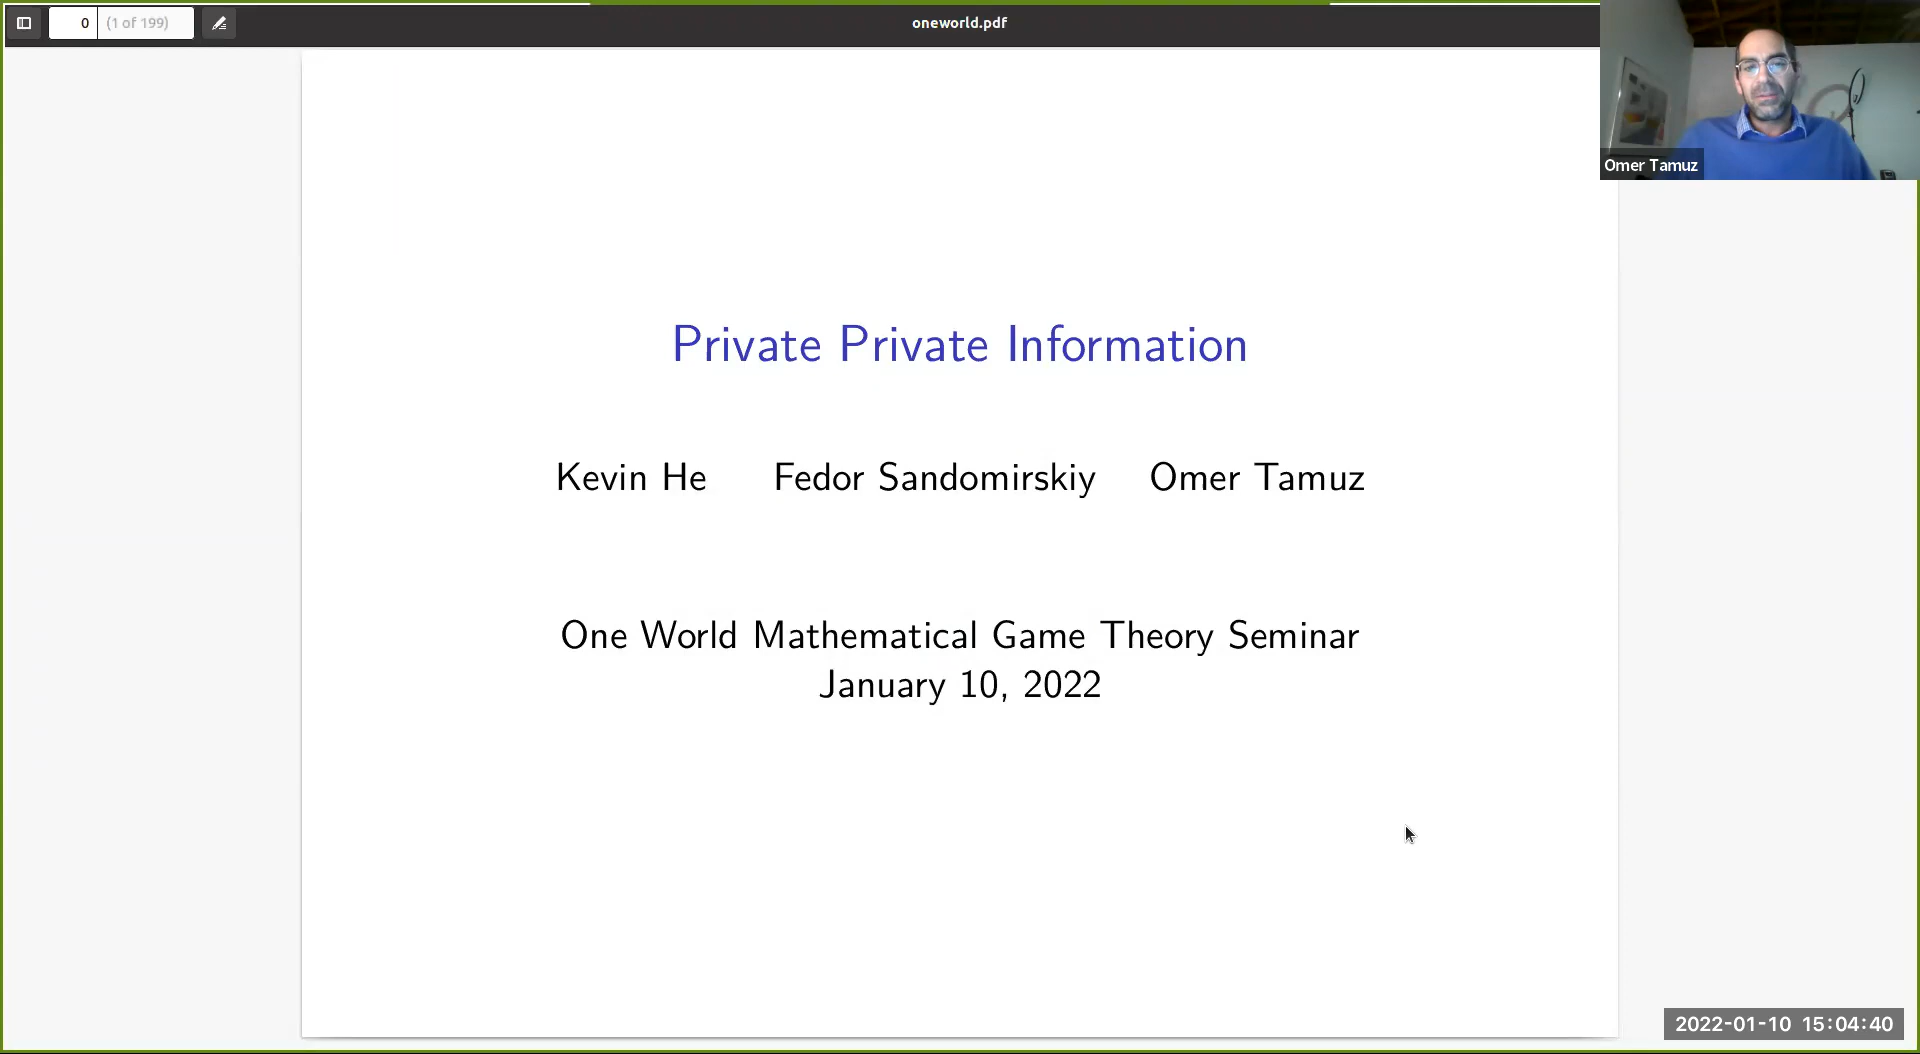 0 (1 of 199)
oneworld.pdf
Omer Tamuz
Private Private Information
Kevin He Fedor Sandomirskiy Omer Tamuz
One World Mathematical Game Theory Seminar
January 10, 2022
2022-01-10 15:04:40